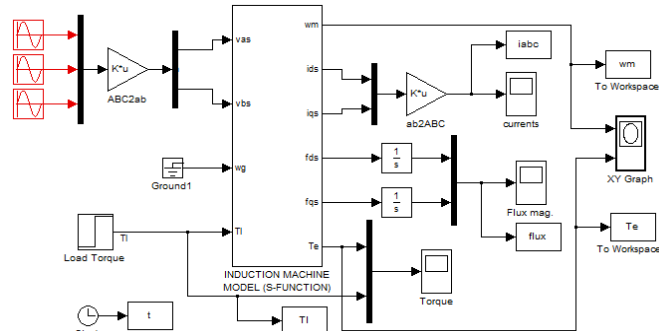 K*u
ABC2ab
Ground1
Load Torque
Tl
t
vas
vbs
wg
Tl
wm
ids
iqs
fds
fqs
Te
INDUCTION MACHINE
MODEL (S-FUNCTION)
K*u
ab2ABC
iabc
currents
1
s
1
s
Flux mag.
flux
Torque
Tl
wm
To Workspace
XY Graph
Te
To Workspace